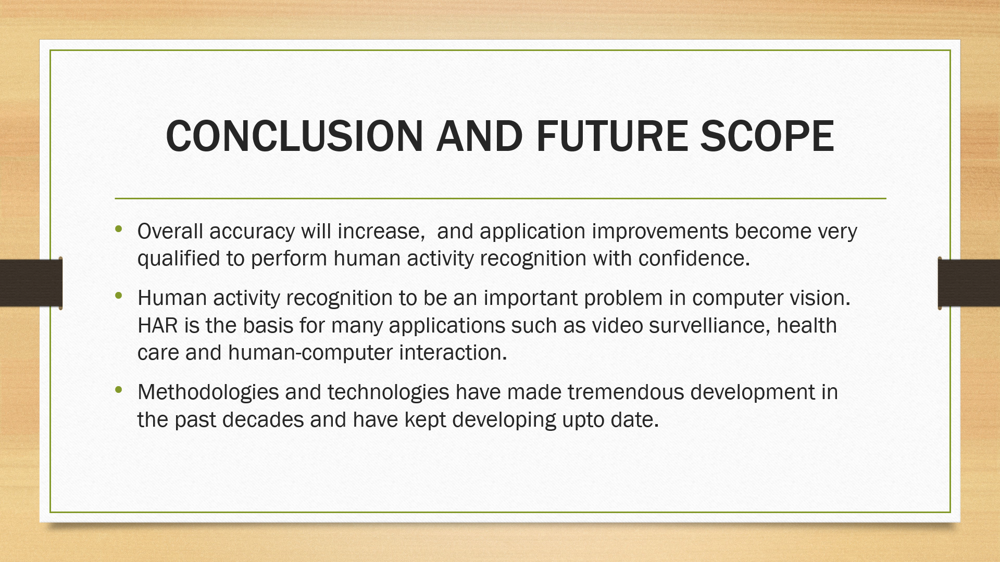 CONCLUSION AND FUTURE SCOPE
• Overall accuracy will increase,  and application improvements become very
qualified to perform human activity recognition with confidence.
• Human activity recognition to be an important problem in computer vision.
HAR is the basis for many applications such as video survelliance, health
care and human-computer interaction.
• Methodologies and technologies have made tremendous development in
the past decades and have kept developing upto date.